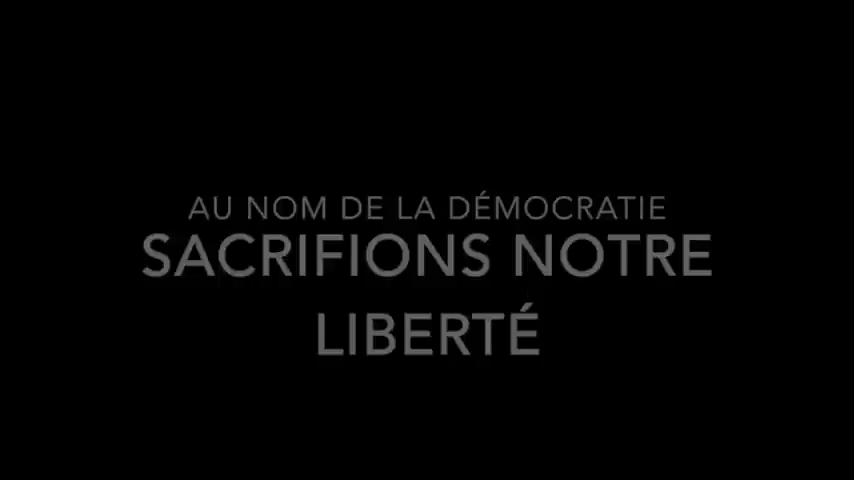 AU NOM DE LA DÉMOCRATIE
SACRIFIONS NOTRE
LIBERTÉ